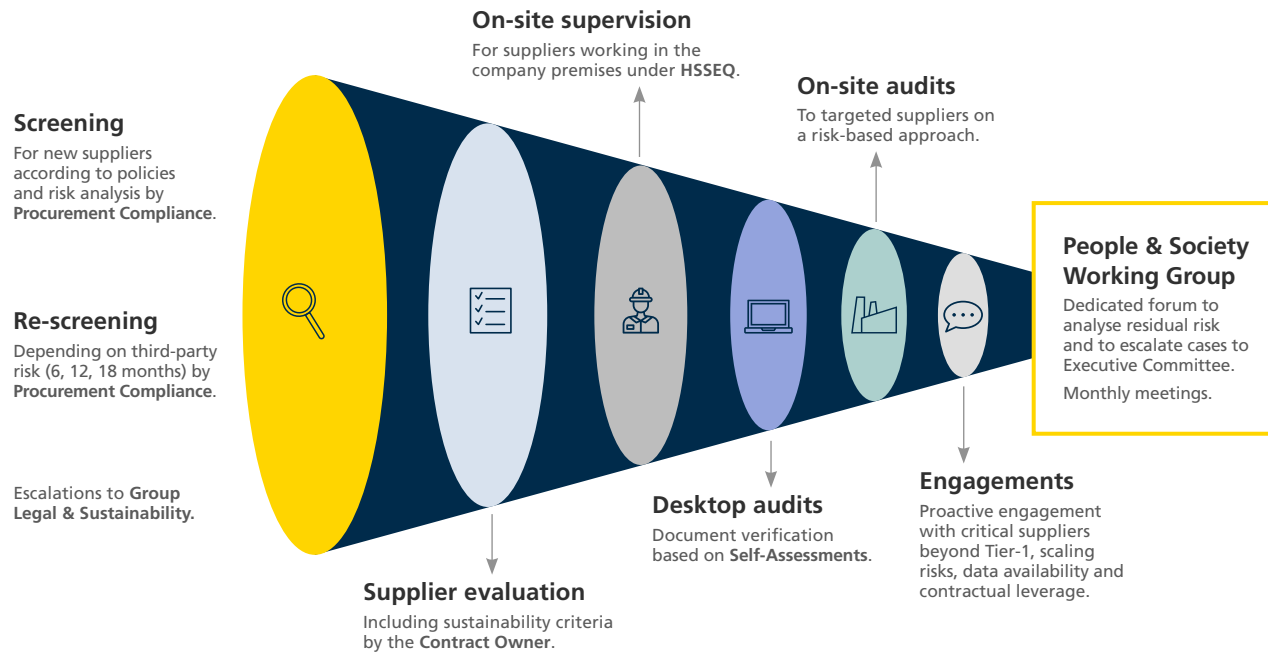 Screening
For new suppliers
according to policies
and risk analysis by
Procurement Compliance.
Re-screening
Depending on third-party
risk (6, 12, 18 months) by
Procurement Compliance.
Escalations to Group
Legal & Sustainability.
Supplier evaluation
Including sustainability criteria
by the Contract Owner.
On-site supervision
For suppliers working in the
company premises under HSSEQ.
Desktop audits
Document verification
based on Self-Assessments.
On-site audits
To targeted suppliers on
a risk-based approach.
Engagements
Proactive engagement
with critical suppliers
beyond Tier-1, scaling
risks, data availability and
contractual leverage.
People & Society
Working Group
Dedicated forum to
analyse residual risk
and to escalate cases to
Executive Committee.
Monthly meetings.